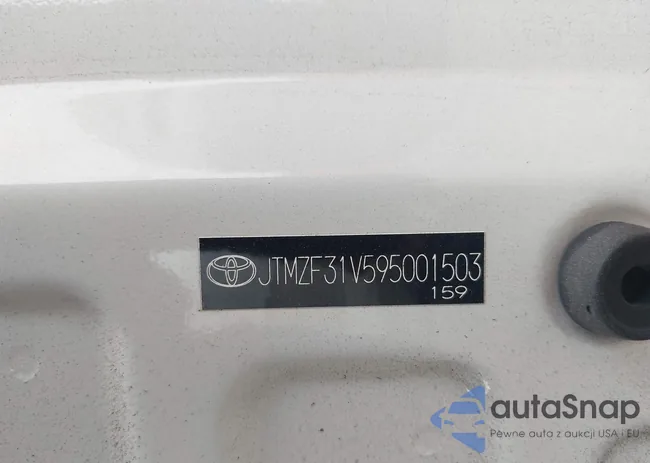 JTMZF31V595001503
159
autaSnap
Pewne auta z aukcji USA i EU